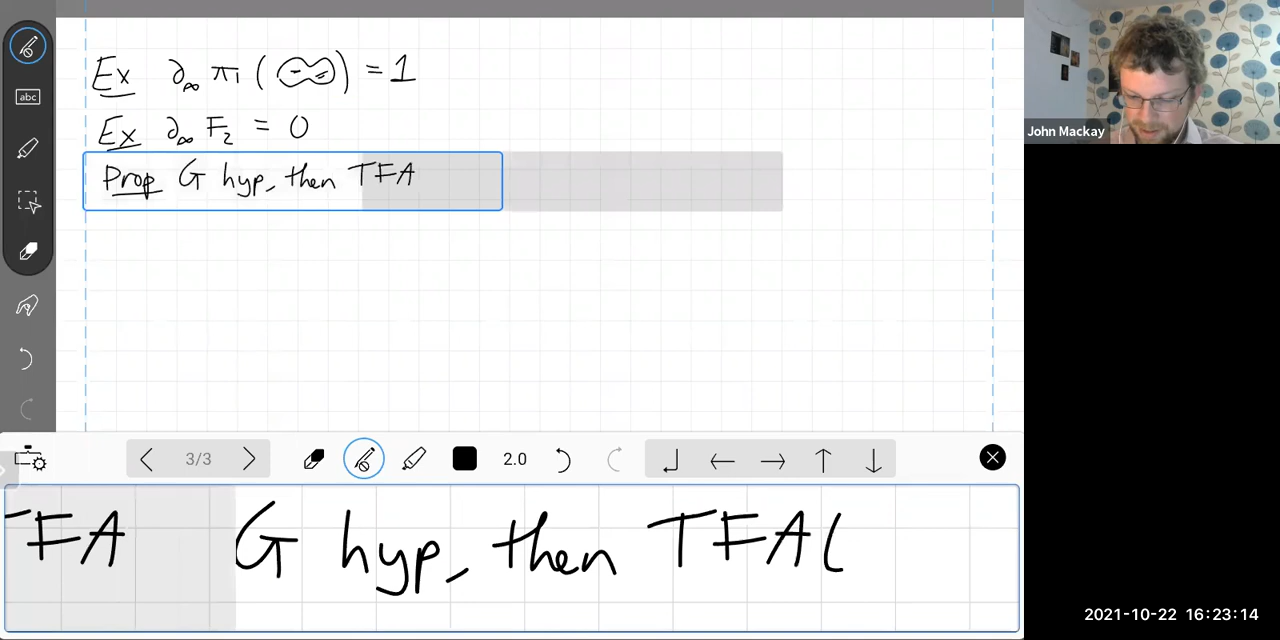 Ex ∂∞ π1 ( ) = 1
Ex ∂∞ F2 = 0
Prop G hyp, then TFA
abc
John Mackay
3/3
2.0
TFA G hyp, then TFA(
2021-10-22 16:23:14